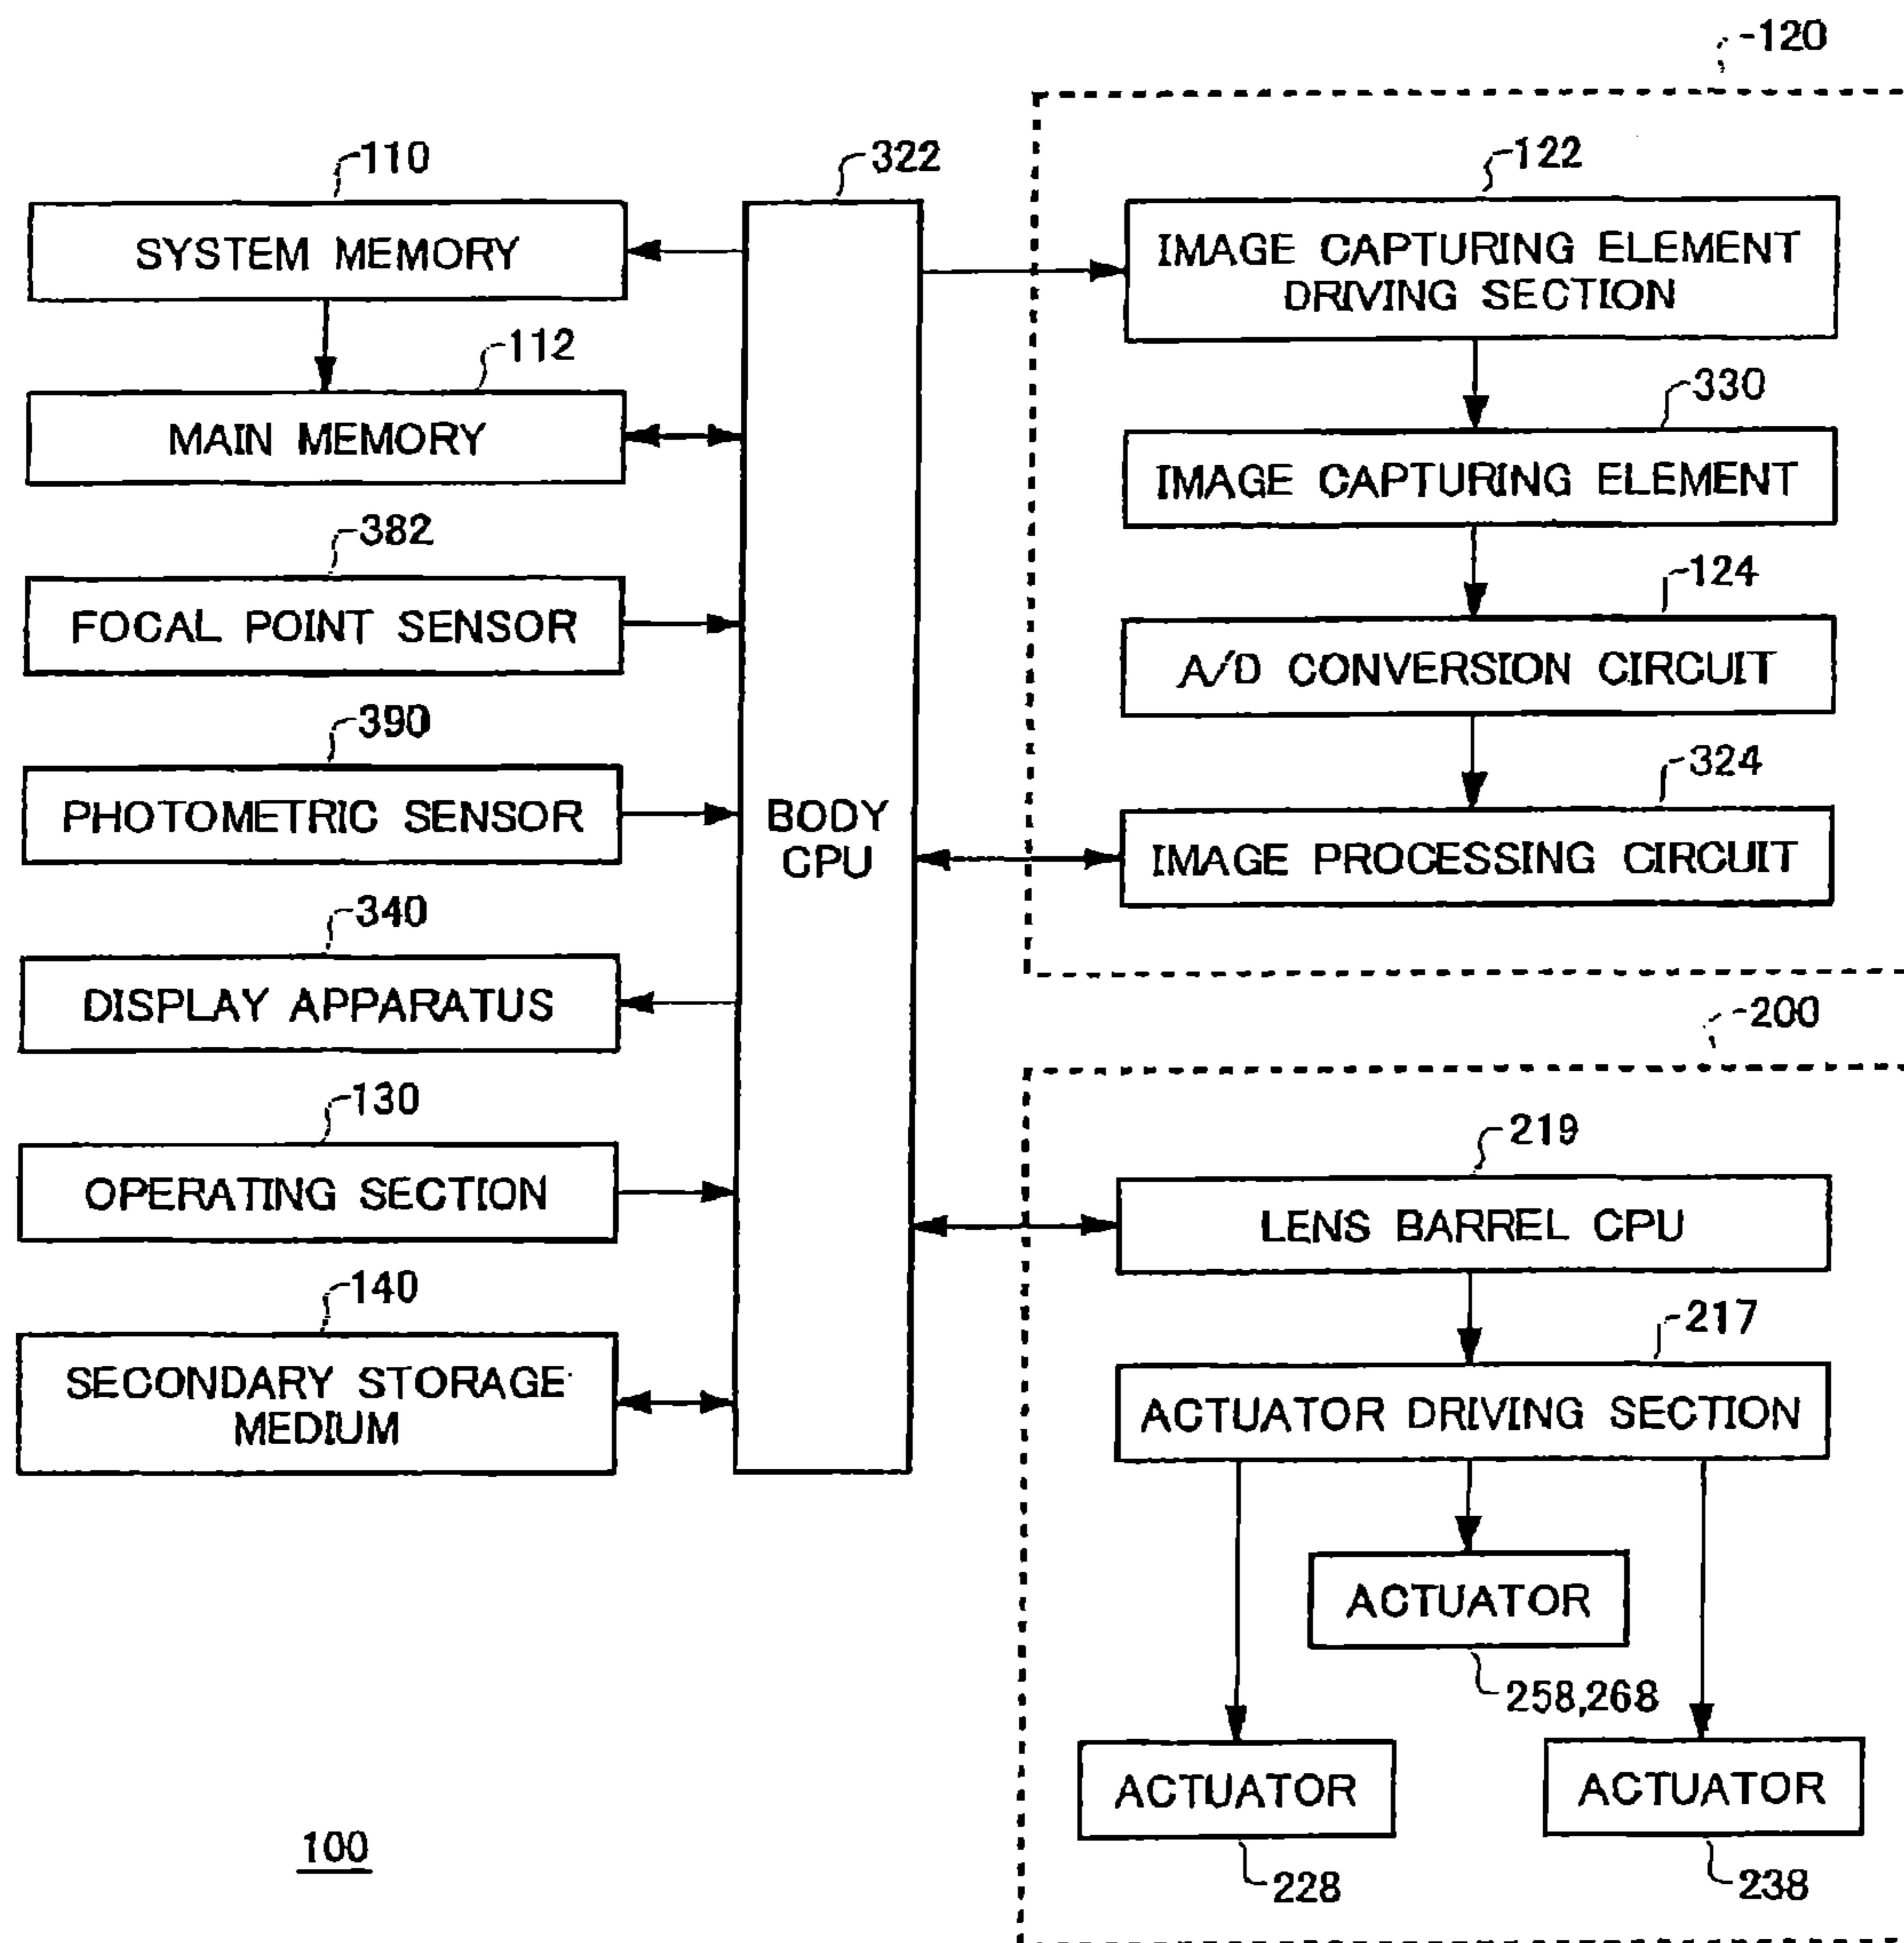 120
110
SYSTEM MEMORY
112
MAIN MEMORY
382
FOCAL POINT SENSOR
390
PHOTOMETRIC SENSOR
340
DISPLAY APPARATUS
130
OPERATING SECTION
140
SECONDARY STORAGE
MEDIUM
322
BODY
CPU
122
IMAGE CAPTURING ELEMENT
DRIVING SECTION
330
IMAGE CAPTURING ELEMENT
124
A/D CONVERSION CIRCUIT
324
IMAGE PROCESSING CIRCUIT
200
219
LENS BARREL CPU
217
ACTUATOR DRIVING SECTION
ACTUATOR
258,268
ACTUATOR
228
ACTUATOR
238
100